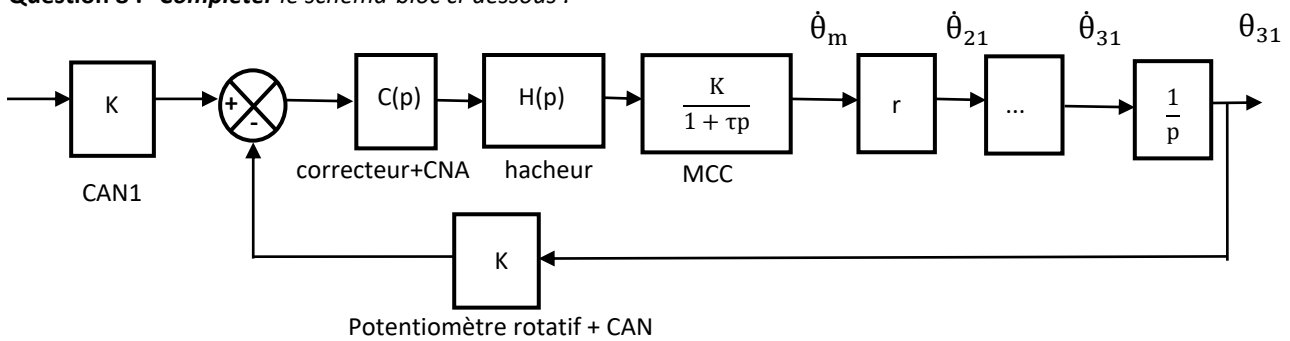 Question 8 : Compléter le schéma-bloc ci-dessous :
θ̇m θ̇21 θ̇31 θ31
K + - C(p) H(p) K / 1 + τp r ... 1 / p
CAN1 correcteur+CNA hacheur MCC
K
Potentiomètre rotatif + CAN